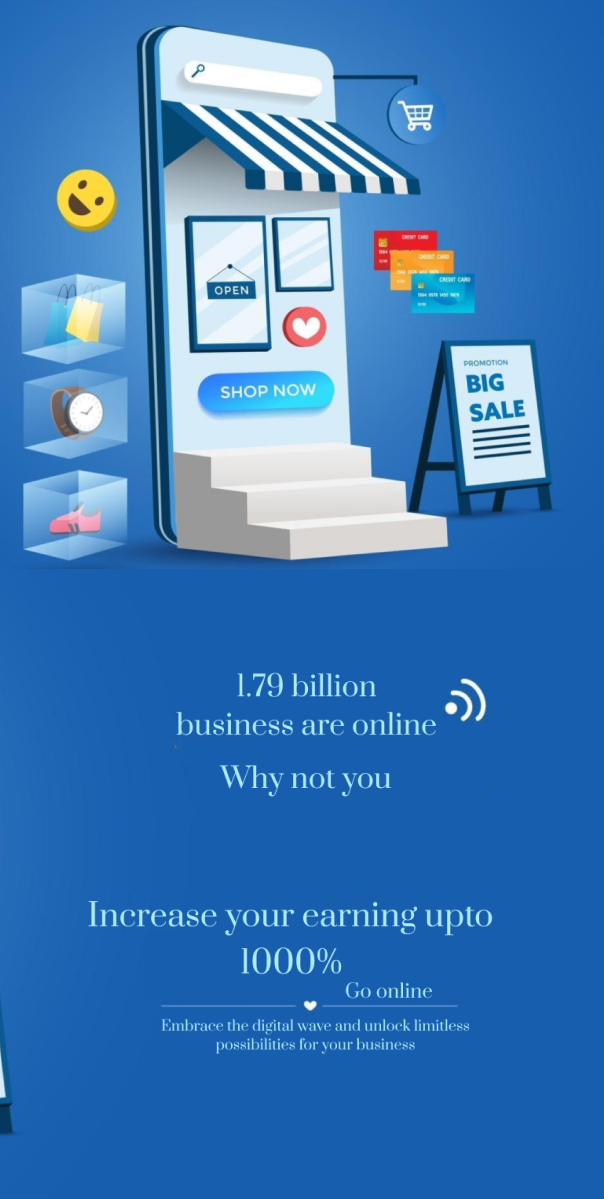 OPEN
CREDIT CARD
CREDIT CARD
CREDIT CARD
SHOP NOW
PROMOTION
BIG
SALE
1.79 billion
business are online
Why not you
Increase your earning upto
1000%
Go online
Embrace the digital wave and unlock limitless
possibilities for your business